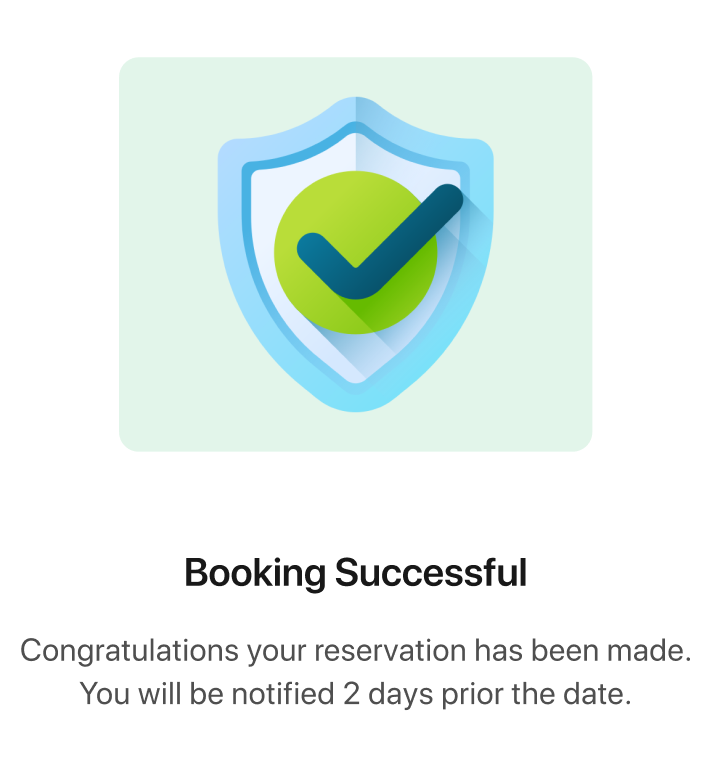 Booking Successful
Congratulations your reservation has been made.
You will be notified 2 days prior the date.